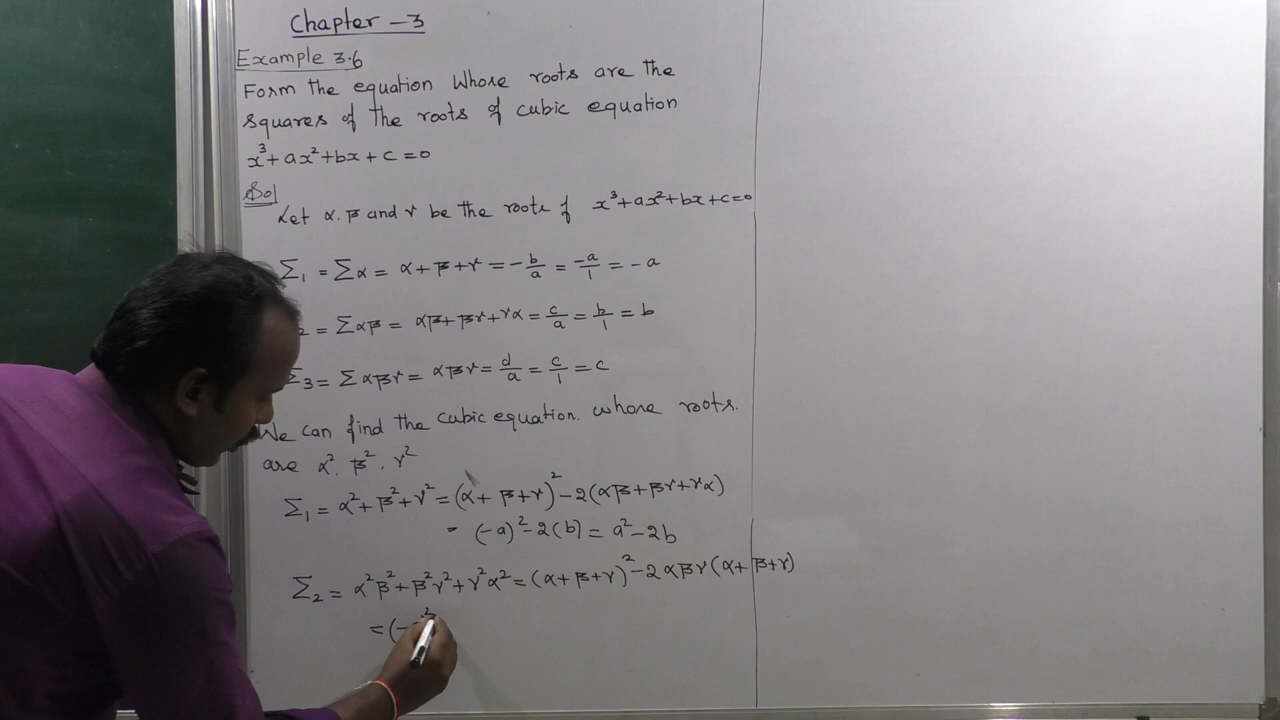 Chapter -3
Example 3.6
Form the equation whose roots are the
squares of the roots of cubic equation
x³+ax²+bx+c=0
Sol
Let α, β and γ be the roots of x³+ax²+bx+c=0
Σ₁ = Σα = α+β+γ = -b/a = -a/1 = -a
₂ = Σαβ = αβ+βγ+γα = c/a = b/1 = b
Σ₃ = Σαβγ = αβγ = d/a = c/1 = c
We can find the cubic equation. whose roots.
are α², β², γ²
Σ₁ = α²+β²+γ² = (α+β+γ)²-2(αβ+βγ+γα)
= (-a)²-2(b) = a²-2b
Σ₂ = α²β²+β²γ²+γ²α² = (α+β+γ)²-2αβγ(α+β+γ)
= (-